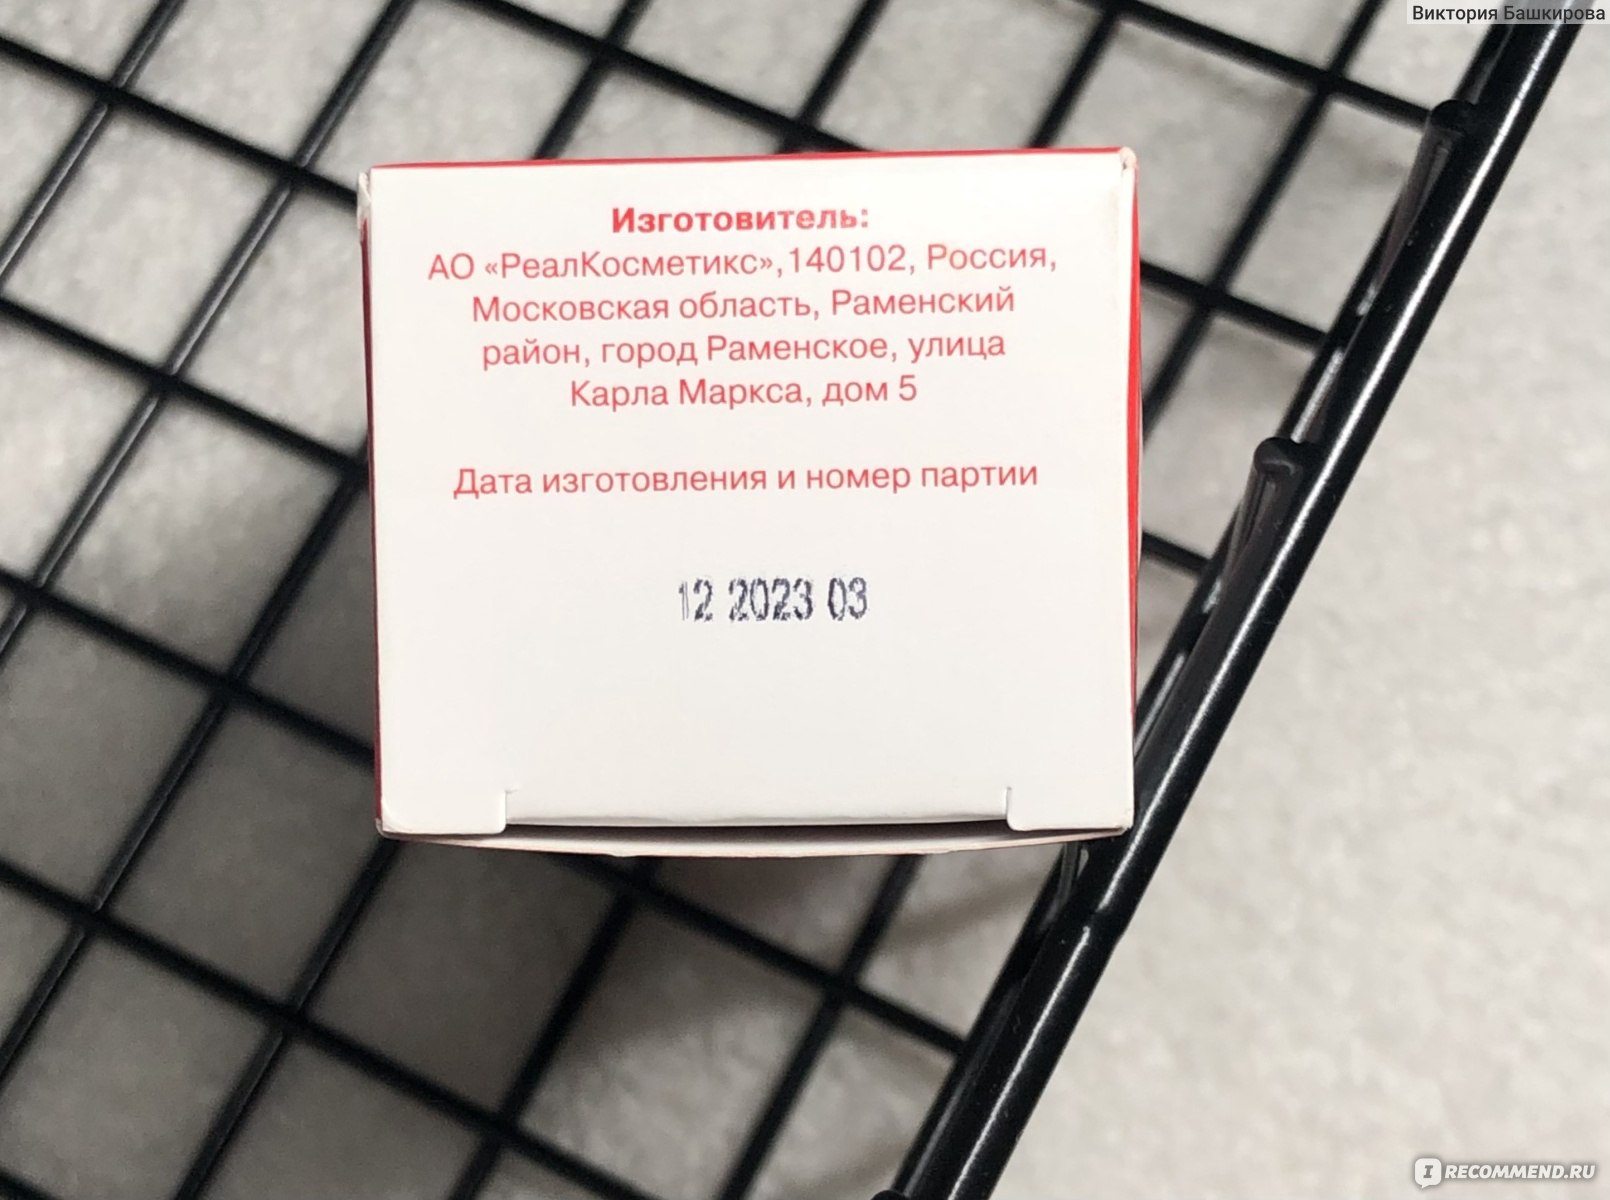 Виктория Башкирова
Изготовитель:
АО «РеалКосметикс»,140102, Россия,
Московская область, Раменский
район, город Раменское, улица
Карла Маркса, дом 5
Дата изготовления и номер партии
12 2023 03
IRECOMMEND.RU